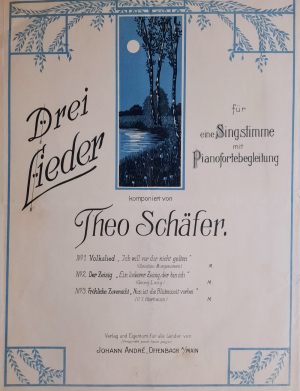 Drei
Lieder
für
eine Singstimme
mit
Pianofortebegleitung
komponiert von
Theo Schäfer.
No 1 Volkslied „Ich will vor dir nicht gelten"
M
No 2. Der Zeisig „Ein lockerer Zeisig, der bin ich"
M
No 3. Fröhliche Zuversicht „Nun ist die Blütenzeit vorbei"
M
Verlag und Eigentum für alle Länder von
JOHANN ANDRÉ, OFFENBACH a/MAIN